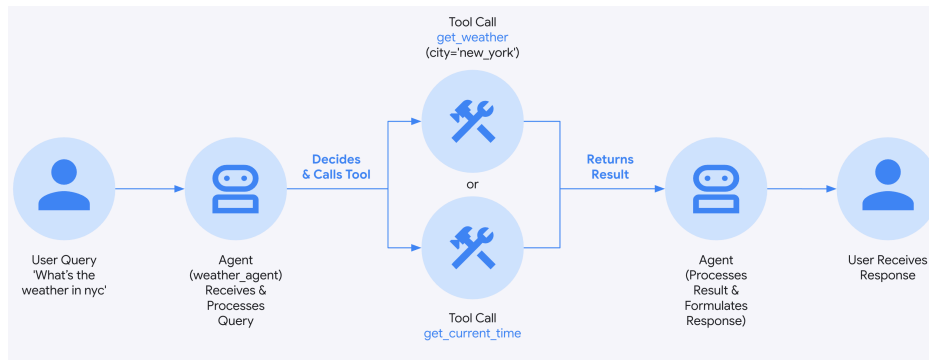 Tool Call
get_weather
(city='new_york')
Decides
& Calls Tool
or
Returns
Result
User Query
'What's the
weather in nyc'
Agent
(weather_agent)
Receives &
Processes
Query
Tool Call
get_current_time
Agent
(Processes
Result &
Formulates
Response)
User Receives
Response